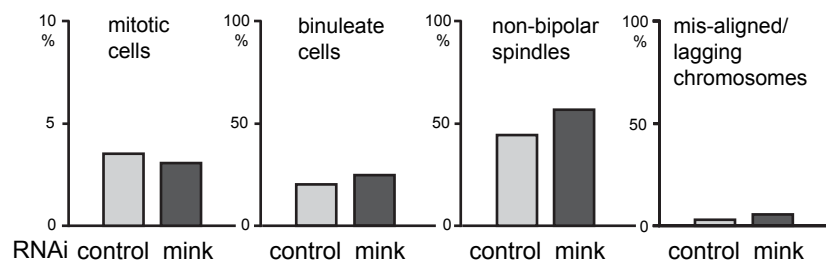 10
%
5
0
mitotic
cells
100
%
50
0
binuleate
cells
100
%
50
0
non-bipolar
spindles
100
%
50
0
mis-aligned/
lagging
chromosomes
RNAi control mink
control mink
control mink
control mink